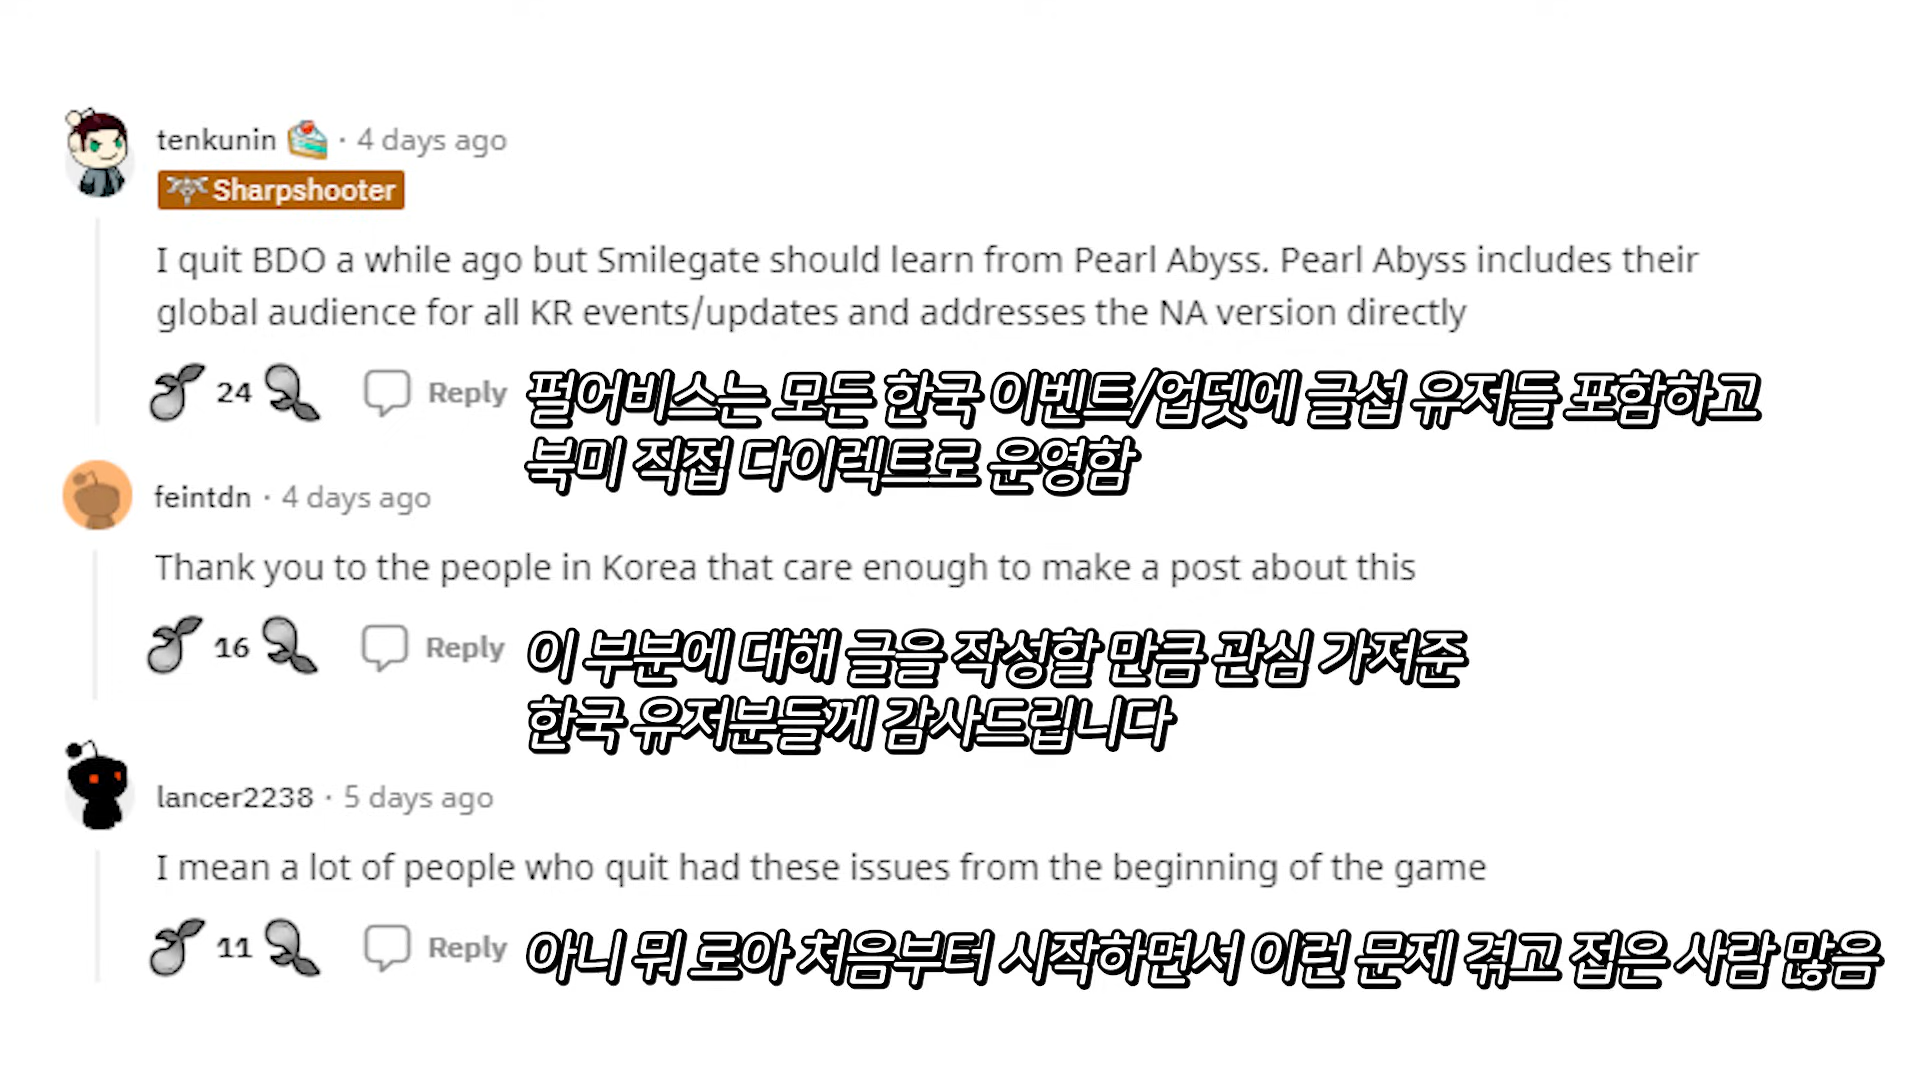 tenkunin · 4 days ago
Sharpshooter
I quit BDO a while ago but Smilegate should learn from Pearl Abyss. Pearl Abyss includes their
global audience for all KR events/updates and addresses the NA version directly
24 Reply
펄어비스는 모든 한국 이벤트/업뎃에 글섭 유저들 포함하고
북미 직접 다이렉트로 운영함
feintdn · 4 days ago
Thank you to the people in Korea that care enough to make a post about this
16 Reply
이 부분에 대해 글을 작성할 만큼 관심 가져준
한국 유저분들께 감사드립니다
lancer2238 · 5 days ago
I mean a lot of people who quit had these issues from the beginning of the game
11 Reply
아니 뭐 로아 처음부터 시작하면서 이런 문제 겪고 접은 사람 많음